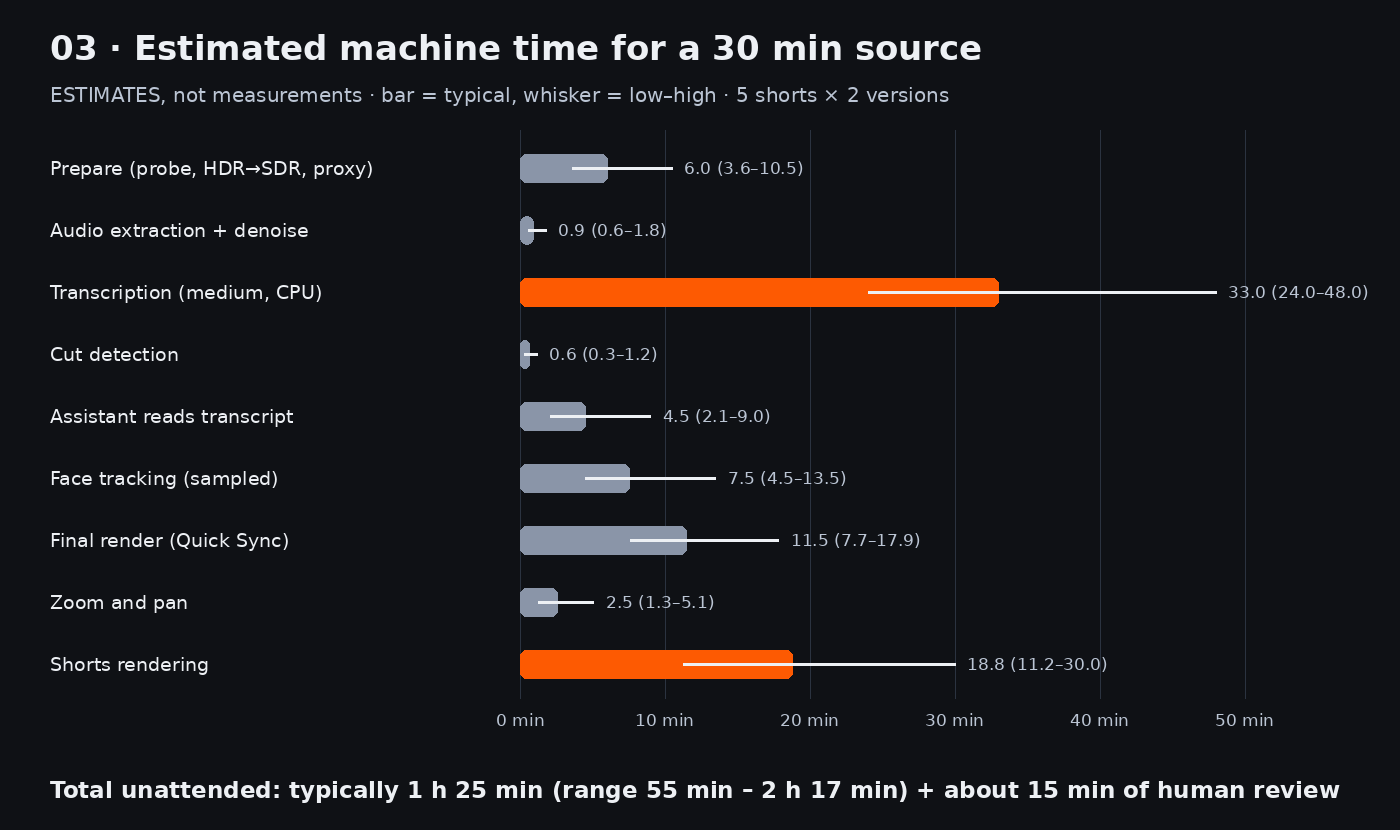 03 · Estimated machine time for a 30 min source
ESTIMATES, not measurements · bar = typical, whisker = low–high · 5 shorts × 2 versions
Prepare (probe, HDR→SDR, proxy) 6.0 (3.6–10.5)
Audio extraction + denoise 0.9 (0.6–1.8)
Transcription (medium, CPU) 33.0 (24.0–48.0)
Cut detection 0.6 (0.3–1.2)
Assistant reads transcript 4.5 (2.1–9.0)
Face tracking (sampled) 7.5 (4.5–13.5)
Final render (Quick Sync) 11.5 (7.7–17.9)
Zoom and pan 2.5 (1.3–5.1)
Shorts rendering 18.8 (11.2–30.0)
0 min 10 min 20 min 30 min 40 min 50 min
Total unattended: typically 1 h 25 min (range 55 min – 2 h 17 min) + about 15 min of human review